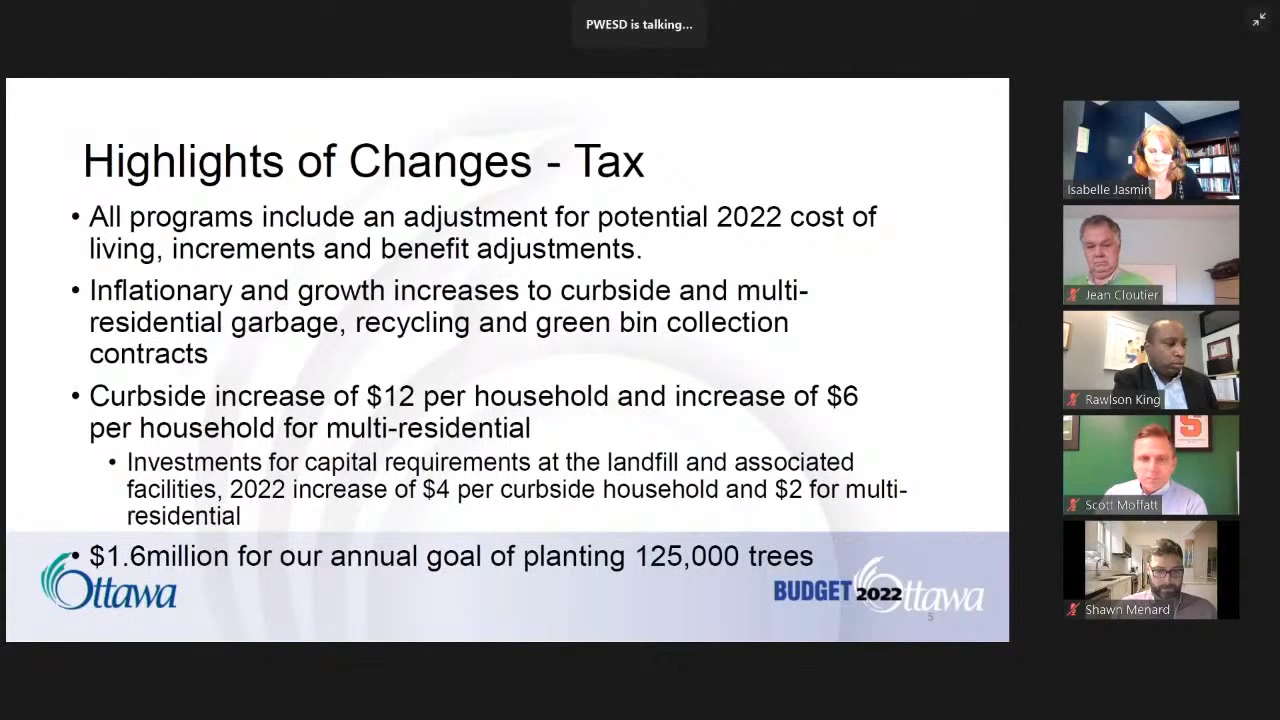 PWESD is talking...
Highlights of Changes - Tax
• All programs include an adjustment for potential 2022 cost of
living, increments and benefit adjustments.
• Inflationary and growth increases to curbside and multi-
residential garbage, recycling and green bin collection
contracts
• Curbside increase of $12 per household and increase of $6
per household for multi-residential
• Investments for capital requirements at the landfill and associated
facilities, 2022 increase of $4 per curbside household and $2 for multi-
residential
• $1.6million for our annual goal of planting 125,000 trees
Ottawa
BUDGET 2022 Ottawa
5
Isabelle Jasmin
Jean Cloutier
Rawlson King
S
Scott Moffatt
Shawn Menard